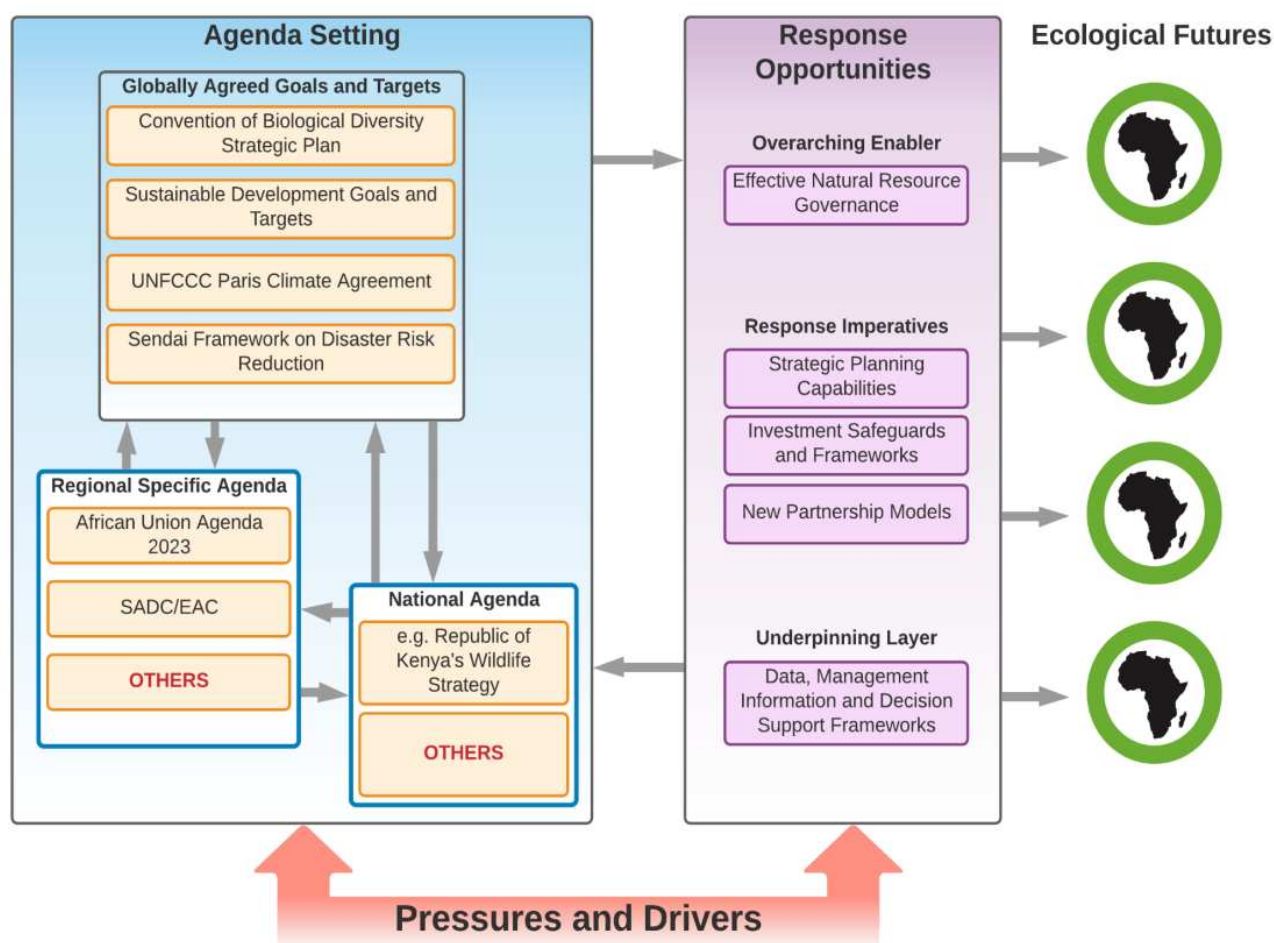 Agenda Setting
Globally Agreed Goals and Targets
Convention of Biological Diversity
Strategic Plan
Sustainable Development Goals and
Targets
UNFCCC Paris Climate Agreement
Sendai Framework on Disaster Risk
Reduction
Regional Specific Agenda
African Union Agenda
2023
SADC/EAC
OTHERS
National Agenda
e.g. Republic of
Kenya's Wildlife
Strategy
OTHERS
Response
Opportunities
Overarching Enabler
Effective Natural Resource
Governance
Response Imperatives
Strategic Planning
Capabilities
Investment Safeguards
and Frameworks
New Partnership Models
Underpinning Layer
Data, Management
Information and Decision
Support Frameworks
Ecological Futures
Pressures and Drivers